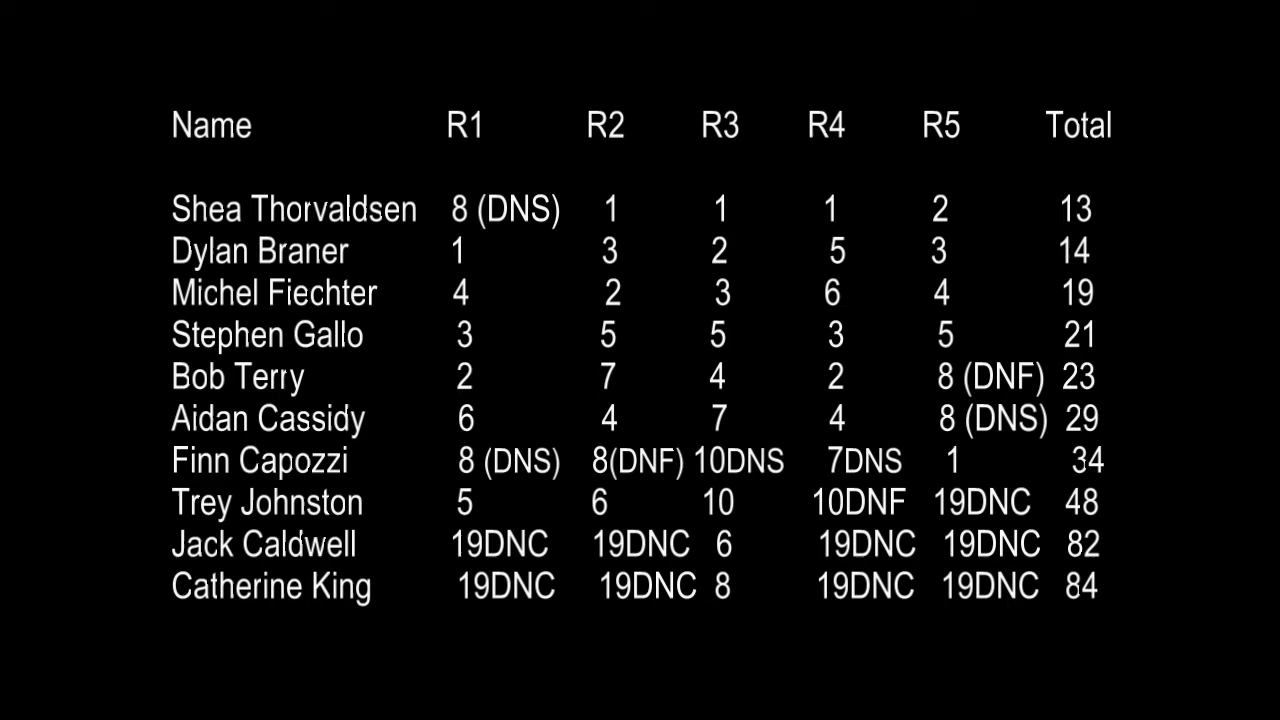 Name R1 R2 R3 R4 R5 Total
Shea Thorvaldsen 8 (DNS) 1 1 1 2 13
Dylan Braner 1 3 2 5 3 14
Michel Fiechter 4 2 3 6 4 19
Stephen Gallo 3 5 5 3 5 21
Bob Terry 2 7 4 2 8 (DNF) 23
Aidan Cassidy 6 4 7 4 8 (DNS) 29
Finn Capozzi 8 (DNS) 8(DNF) 10DNS 7DNS 1 34
Trey Johnston 5 6 10 10DNF 19DNC 48
Jack Caldwell 19DNC 19DNC 6 19DNC 19DNC 82
Catherine King 19DNC 19DNC 8 19DNC 19DNC 84